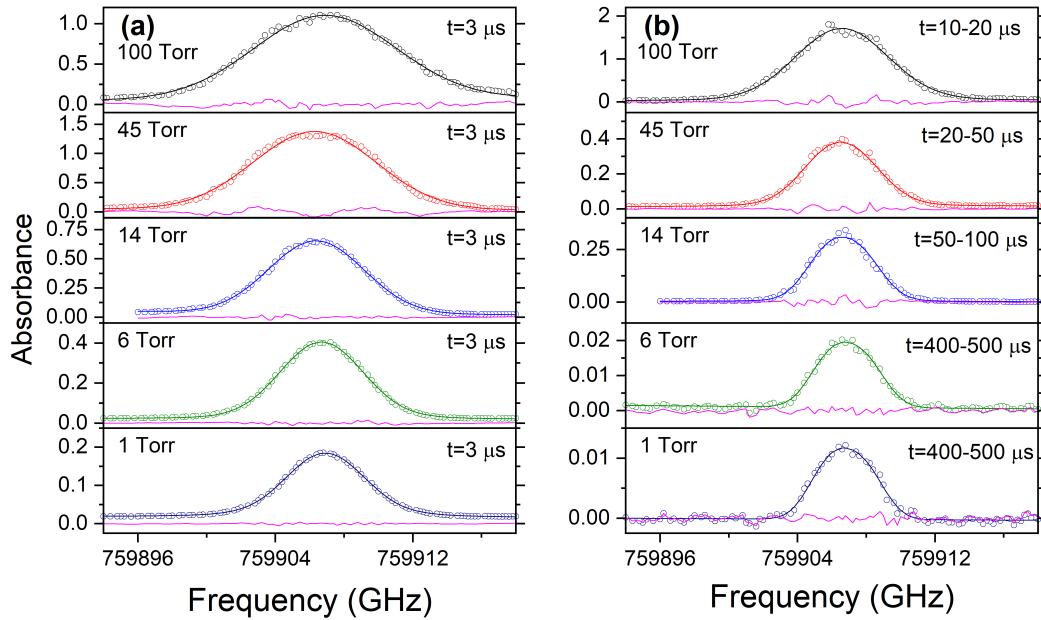 (a)
t=3 μs
100 Torr
1.0
0.5
0.0
45 Torr
t=3 μs
1.5
1.0
0.5
0.0
14 Torr
t=3 μs
0.75
0.50
0.25
0.00
6 Torr
t=3 μs
0.4
0.2
0.0
1 Torr
t=3 μs
0.2
0.1
0.0
759896 759904 759912
Frequency (GHz)
Absorbance
(b)
t=10-20 μs
100 Torr
2
1
0
45 Torr
t=20-50 μs
0.4
0.2
0.0
14 Torr
t=50-100 μs
0.25
0.00
6 Torr
t=400-500 μs
0.02
0.01
0.00
1 Torr
t=400-500 μs
0.01
0.00
759896 759904 759912
Frequency (GHz)